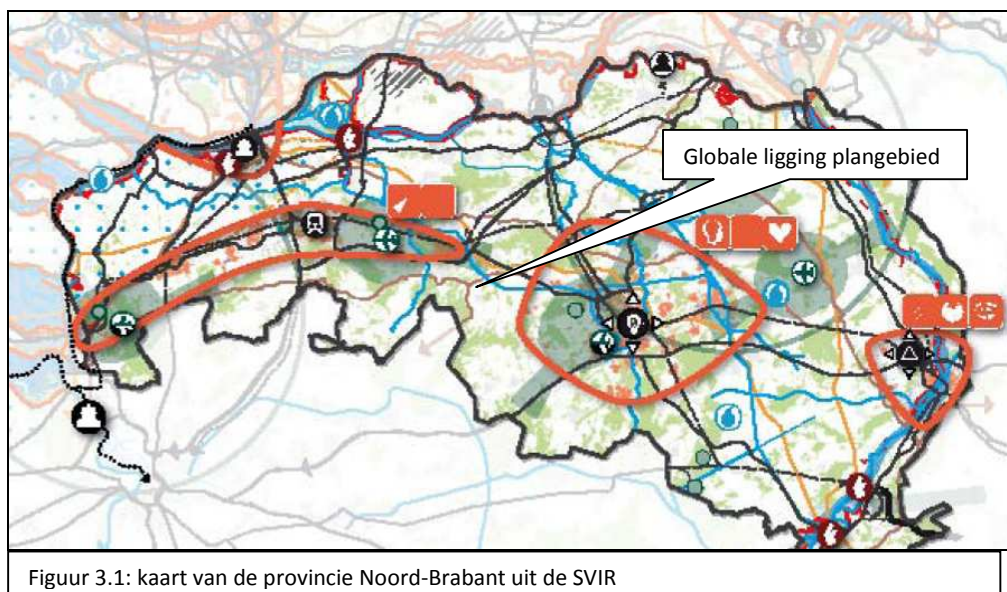 Globale ligging plangebied
Figuur 3.1: kaart van de provincie Noord-Brabant uit de SVIR